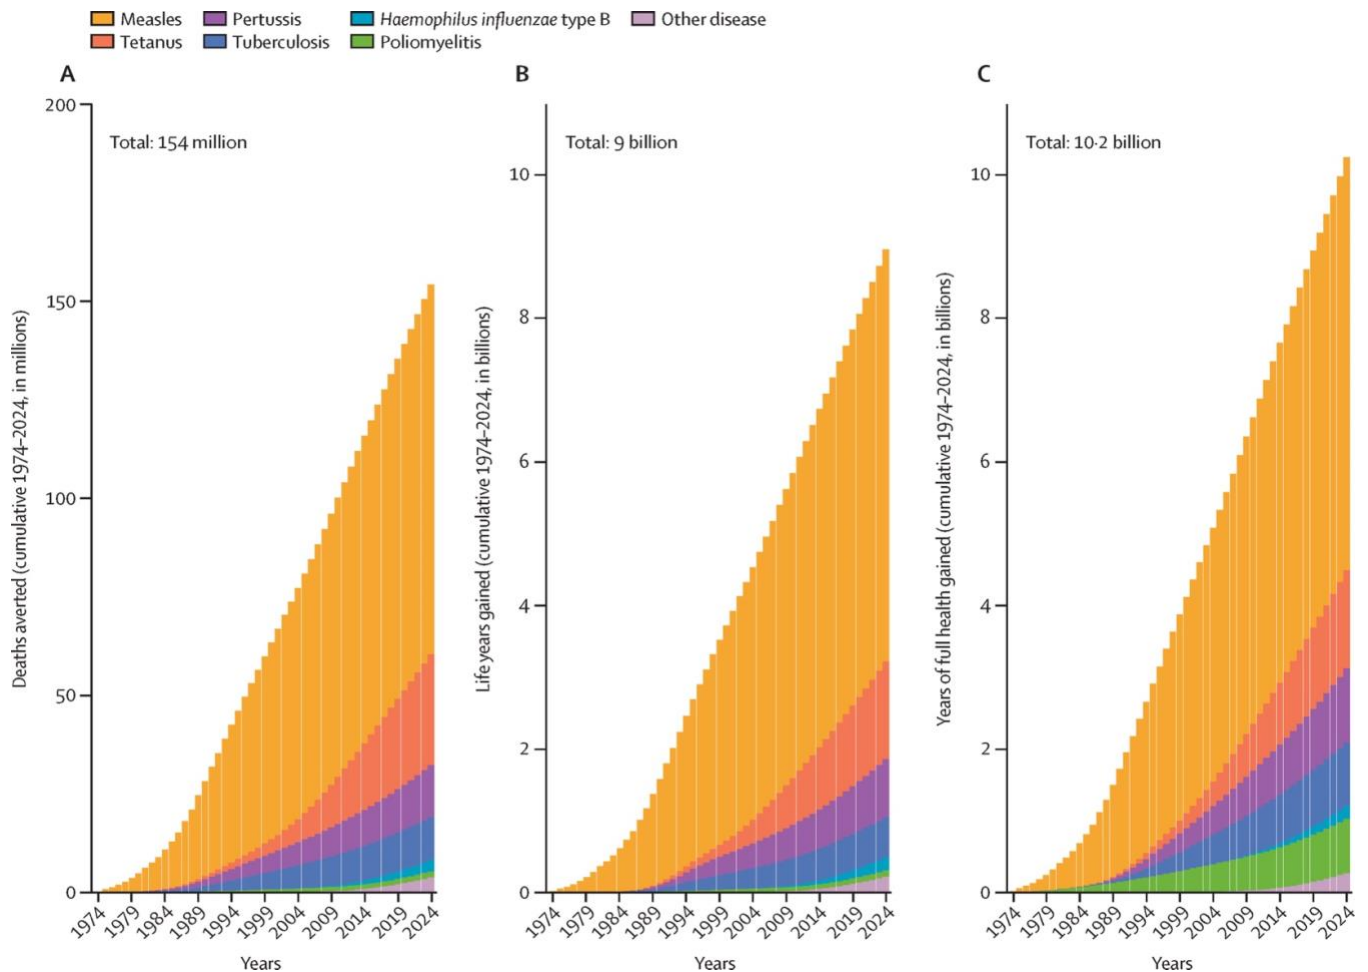 Measles Pertussis Haemophilus influenzae type B Other disease
Tetanus Tuberculosis Poliomyelitis
A
Deaths averted (cumulative 1974–2024, in millions)
200
150
100
50
0
Total: 154 million
1974 1979 1984 1989 1994 1999 2004 2009 2014 2019 2024
Years
B
Life years gained (cumulative 1974–2024, in billions)
10
8
6
4
2
0
Total: 9 billion
1974 1979 1984 1989 1994 1999 2004 2009 2014 2019 2024
Years
C
Years of full health gained (cumulative 1974–2024, in billions)
10
8
6
4
2
0
Total: 10·2 billion
1974 1979 1984 1989 1994 1999 2004 2009 2014 2019 2024
Years